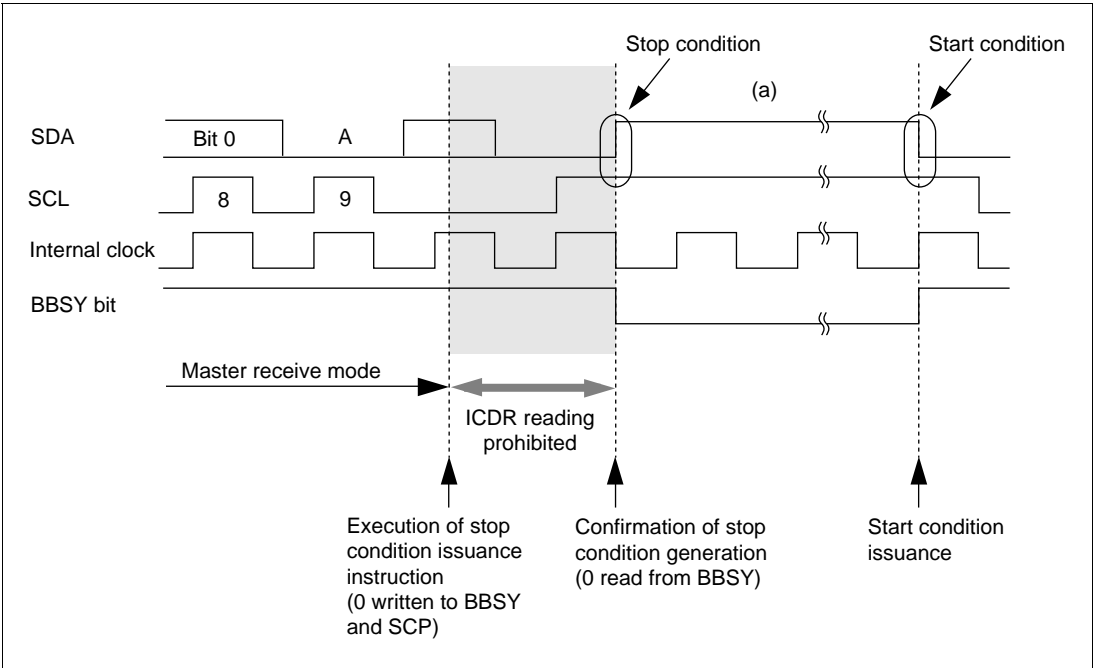 Stop condition
Start condition
(a)
SDA
Bit 0
A
SCL
8
9
Internal clock
BBSY bit
Master receive mode
ICDR reading
prohibited
Execution of stop
condition issuance
instruction
(0 written to BBSY
and SCP)
Confirmation of stop
condition generation
(0 read from BBSY)
Start condition
issuance